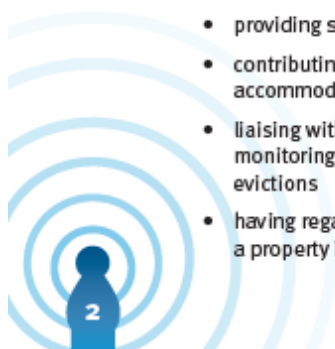 • providing s
• contributin
accommod
• liaising wit
monitoring
evictions
• having rega
a property
2